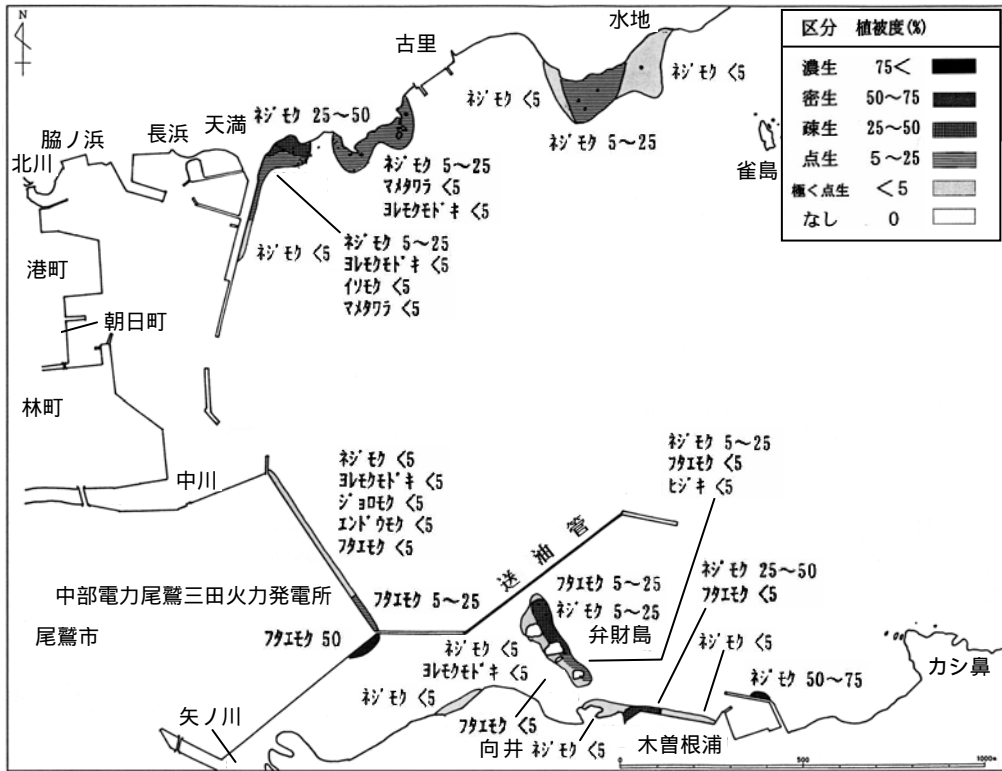 N
水地
古里
ネジモク <5
ネジモク <5
ネジモク 5～25
区分 植被度(%)
濃生 75<
密生 50～75
疎生 25～50
点生 5～25
極く点生 <5
なし 0
天満
ネジモク 25～50
長浜
脇ノ浜
北川
雀島
ネジモク 5～25
マメタワラ <5
ヨレモクモドキ <5
ネジモク <5
ネジモク 5～25
ヨレモクモドキ <5
イソモク <5
マメタワラ <5
港町
朝日町
林町
中川
ネジモク <5
ヨレモクモドキ <5
ジョロモク <5
エンドウモク <5
フタエモク <5
ネジモク 5～25
フタエモク <5
ヒジキ <5
送油管
中部電力尾鷲三田火力発電所
フタエモク 5～25
フタエモク 5～25
ネジモク 5～25
弁財島
ネジモク 25～50
フタエモク <5
尾鷲市
フタエモク 50
ネジモク <5
ヨレモクモドキ <5
ネジモク <5
ネジモク <5
ネジモク 50～75
カシ鼻
矢ノ川
フタエモク <5
向井
ネジモク <5
木曽根浦
0 500 1000m